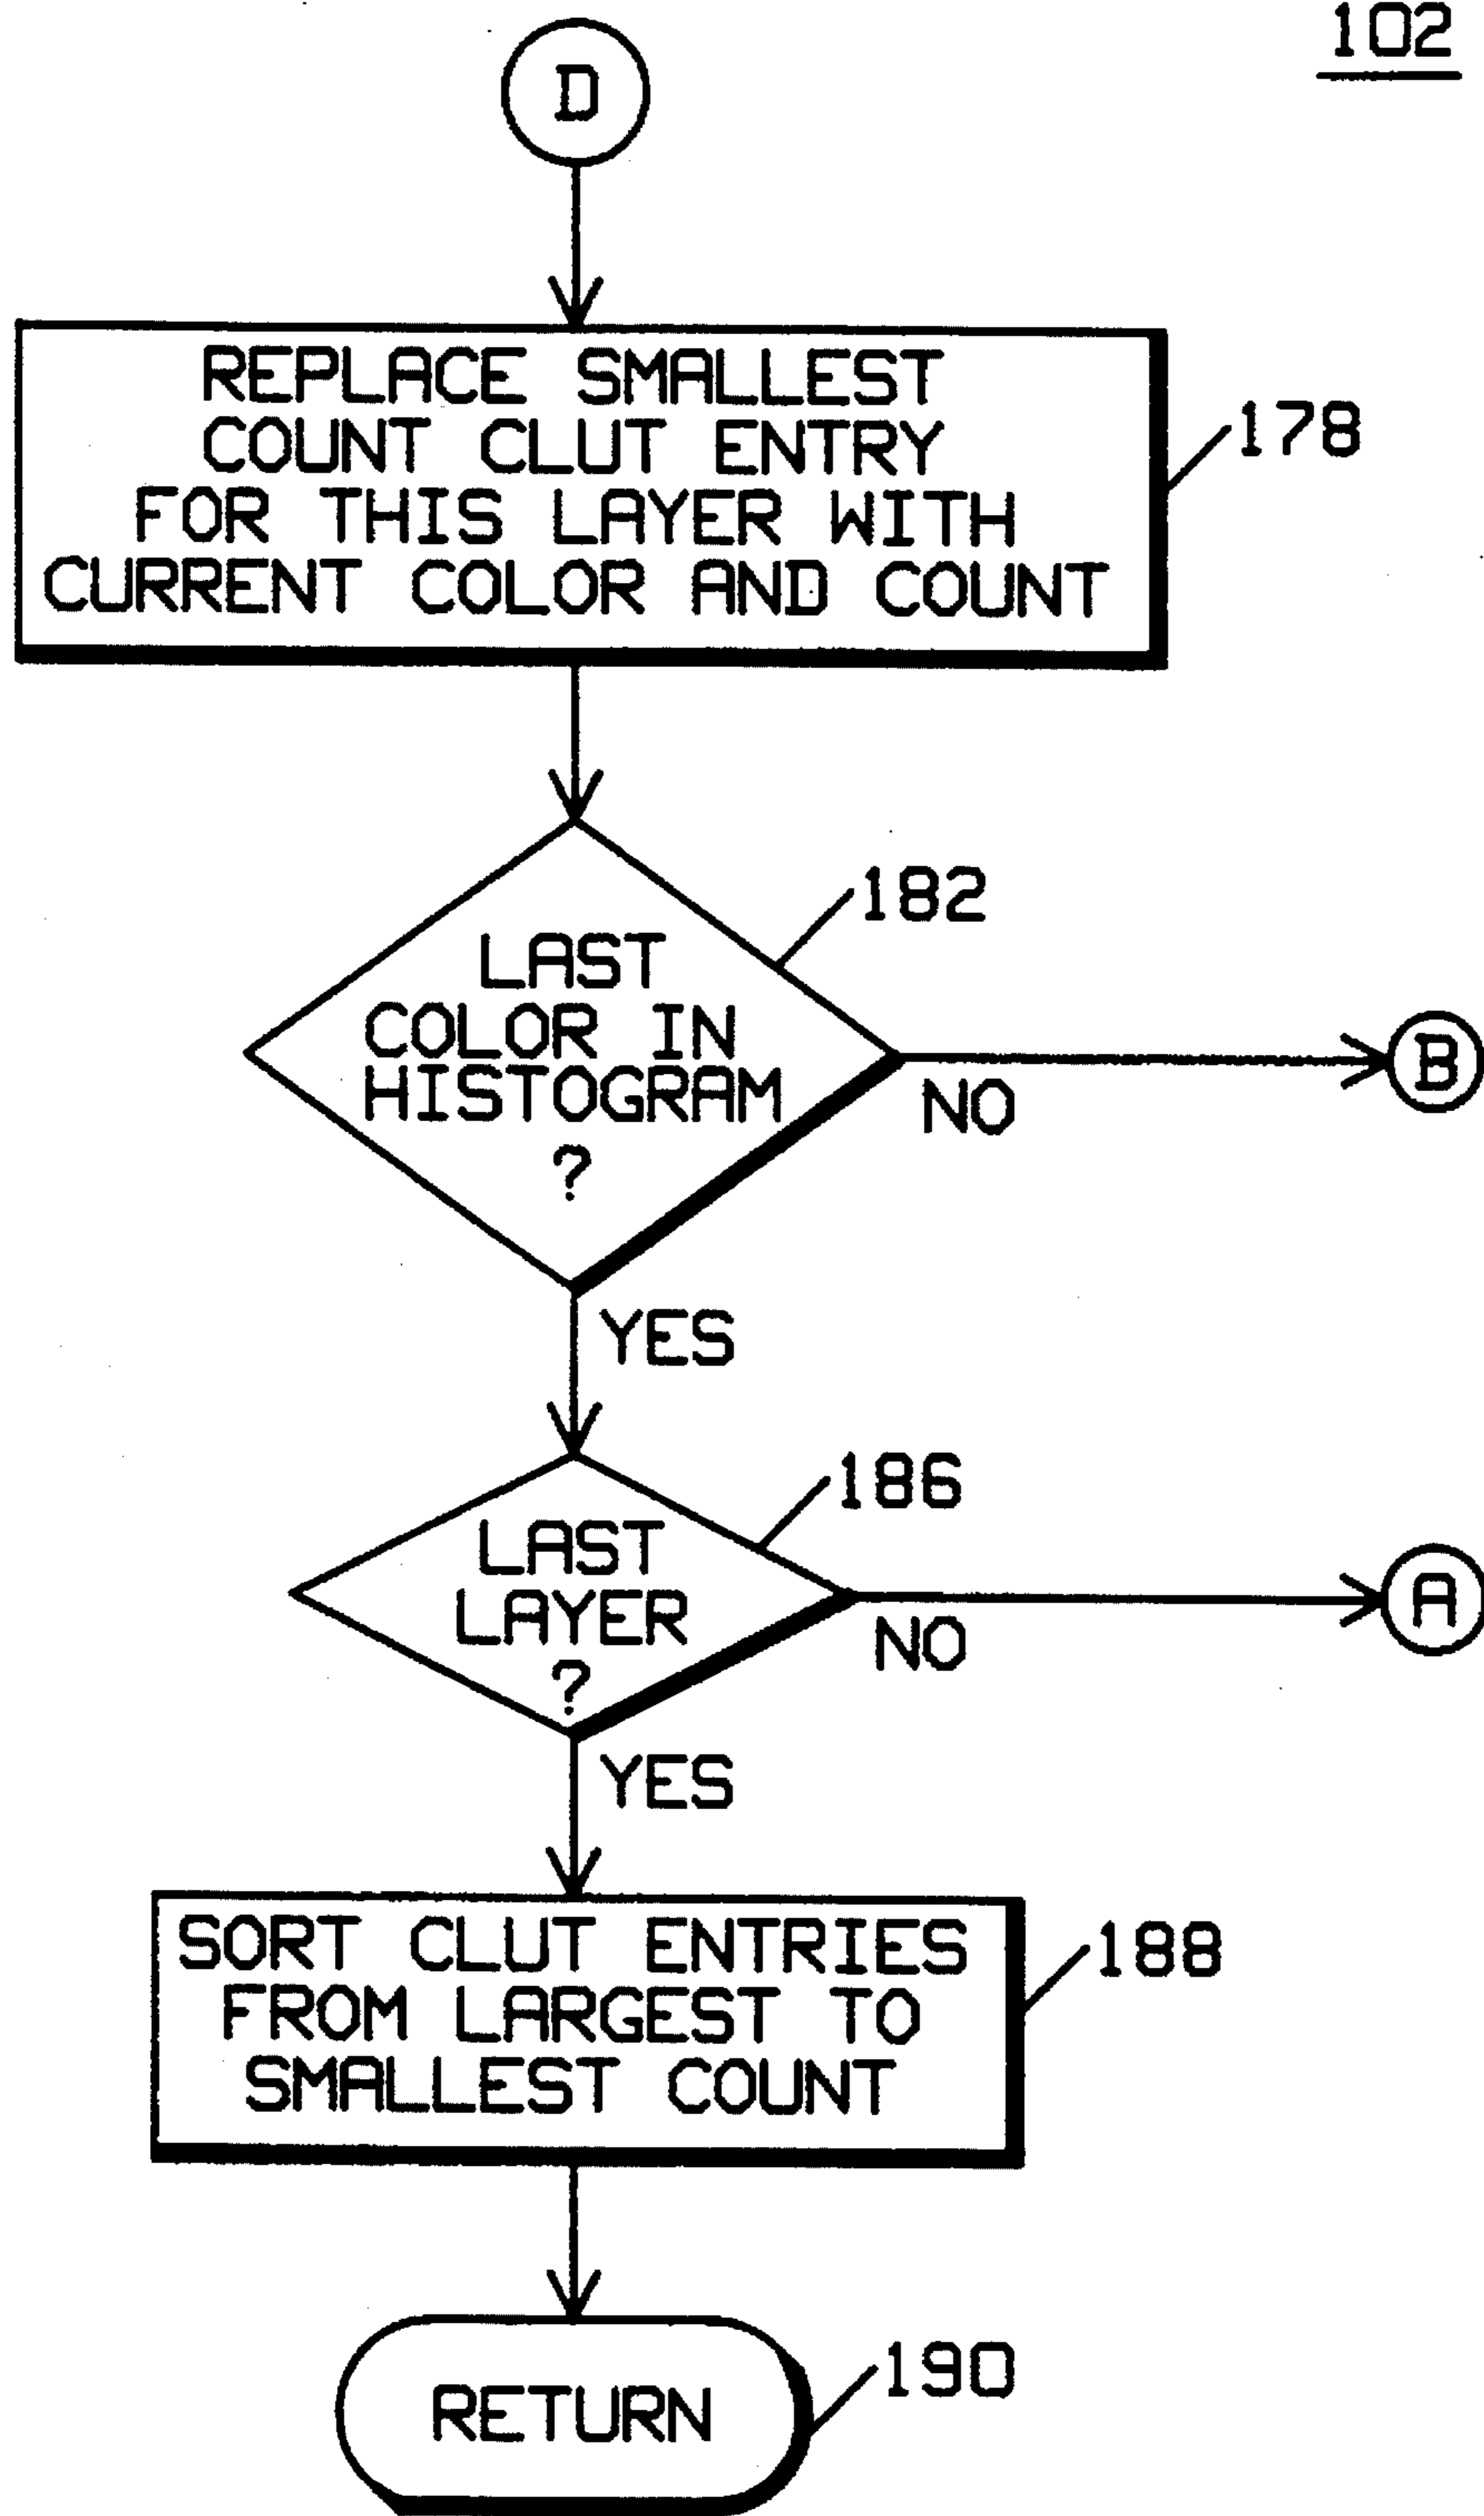 102
D
REPLACE SMALLEST
COUNT CLUT ENTRY
FOR THIS LAYER WITH
CURRENT COLOR AND COUNT
178
182
LAST
COLOR IN
HISTOGRAM
?
B
NO
YES
186
LAST
LAYER
?
A
NO
YES
SORT CLUT ENTRIES
FROM LARGEST TO
SMALLEST COUNT
188
190
RETURN